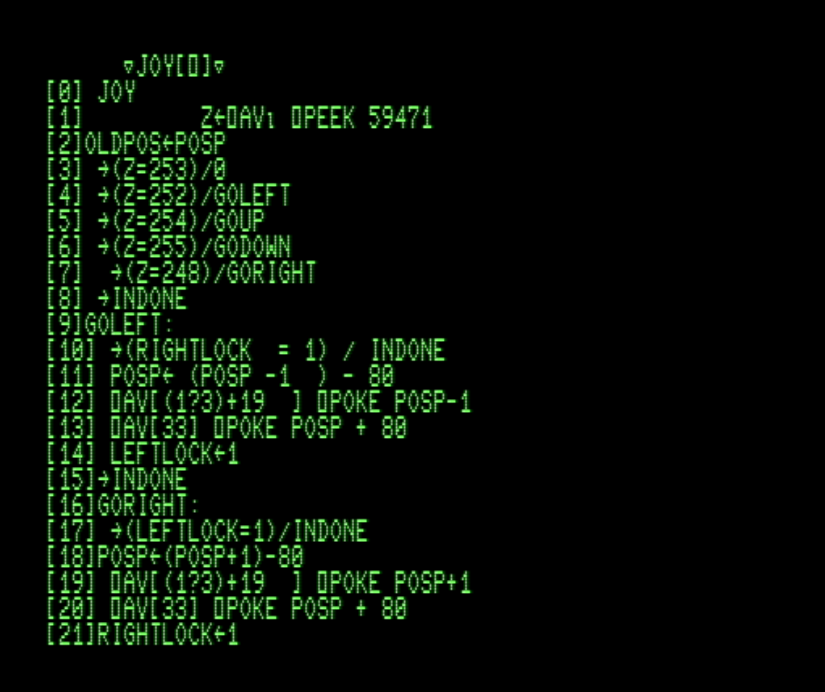 ∇JOY[⎕]∇
[0] JOY
[1] Z←⎕AV⍳ ⎕PEEK 59471
[2]OLDPOS←POSP
[3] →(Z=253)/0
[4] →(Z=252)/GOLEFT
[5] →(Z=254)/GOUP
[6] →(Z=255)/GODOWN
[7] →(Z=248)/GORIGHT
[8] →INDONE
[9]GOLEFT:
[10] →(RIGHTLOCK = 1) / INDONE
[11] POSP← (POSP -1 ) - 80
[12] ⎕AV[(1?3)+19 ] ⎕POKE POSP-1
[13] ⎕AV[33] ⎕POKE POSP + 80
[14] LEFTLOCK←1
[15]→INDONE
[16]GORIGHT:
[17] →(LEFTLOCK=1)/INDONE
[18]POSP←(POSP+1)-80
[19] ⎕AV[(1?3)+19 ] ⎕POKE POSP+1
[20] ⎕AV[33] ⎕POKE POSP + 80
[21]RIGHTLOCK←1